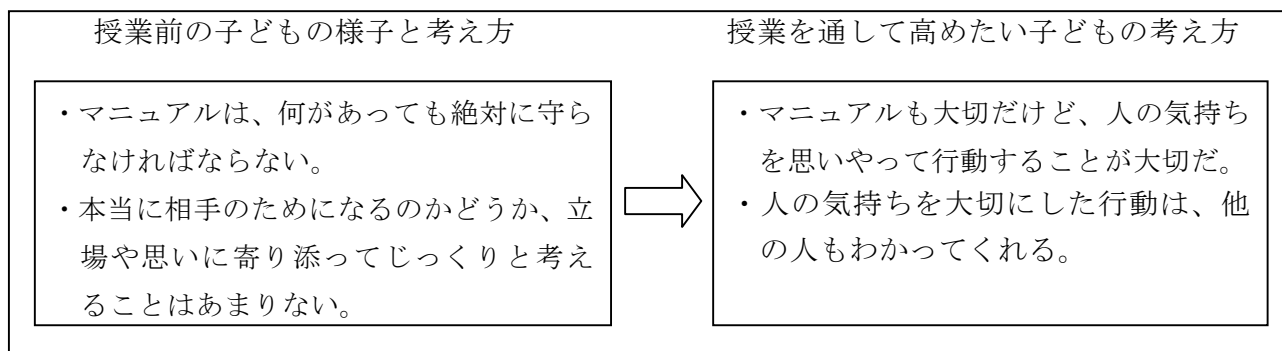 授業前の子どもの様子と考え方
・マニュアルは、何があっても絶対に守ら
なければならない。
・本当に相手のためになるのかどうか、立
場や思いに寄り添ってじっくりと考え
ることはあまりない。
授業を通して高めたい子どもの考え方
・マニュアルも大切だけど、人の気持ち
を思いやって行動することが大切だ。
・人の気持ちを大切にした行動は、他
の人もわかってくれる。